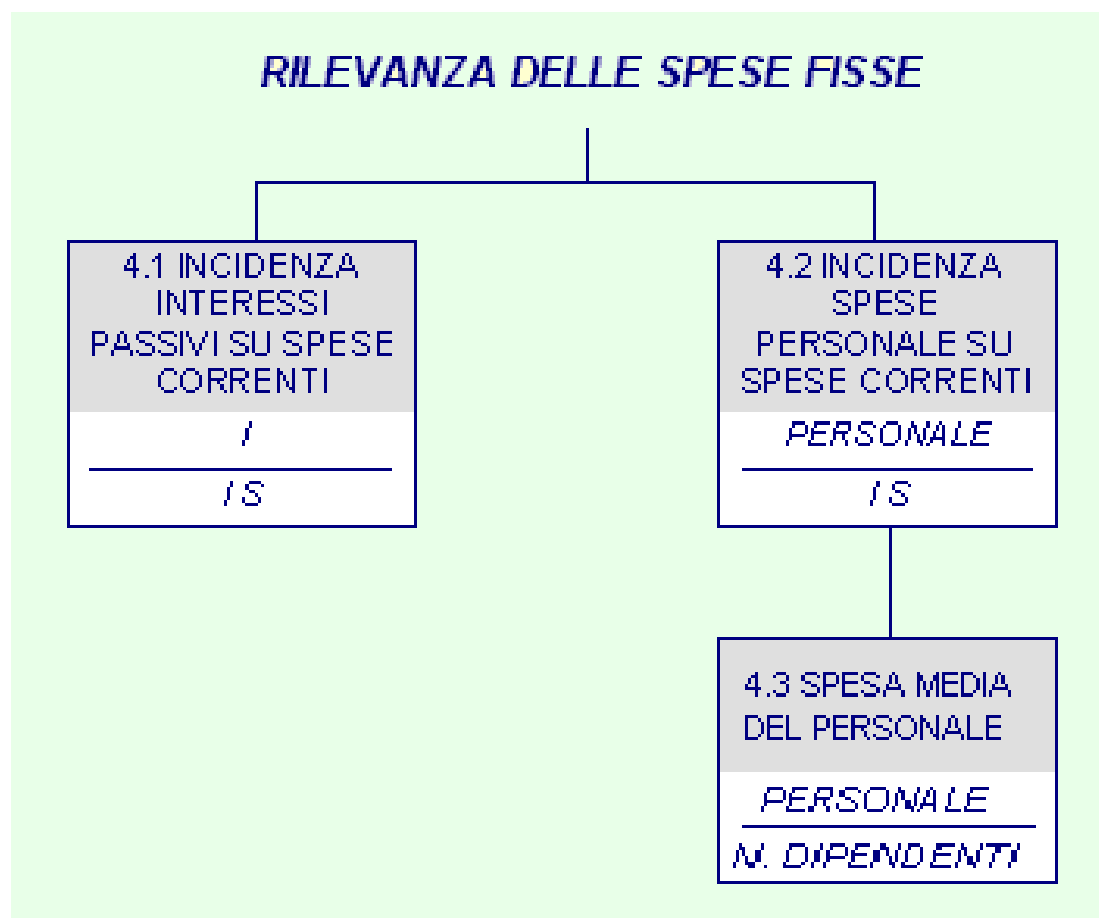 RILEVANZA DELLE SPESE FISSE
4.1 INCIDENZA
INTERESSI
PASSIVI SU SPESE
CORRENTI
I
I S
4.2 INCIDENZA
SPESE
PERSONALE SU
SPESE CORRENTI
PERSONALE
I S
4.3 SPESA MEDIA
DEL PERSONALE
PERSONALE
N. DIPENDENTI